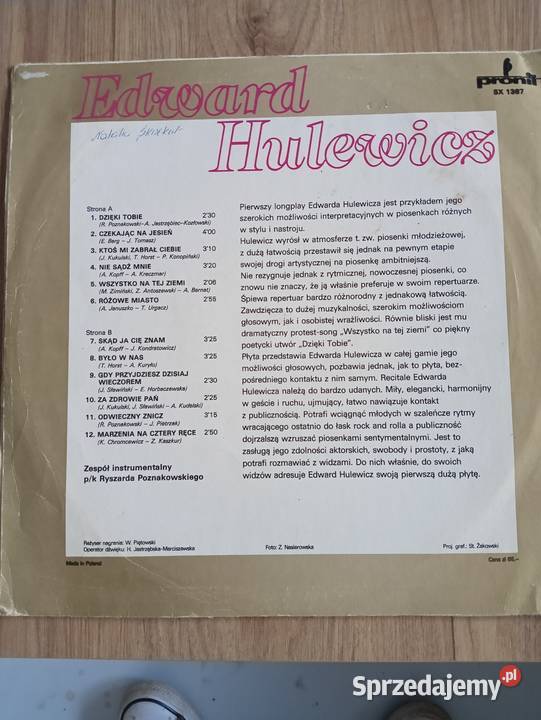 pronit
SX 1387
Edward
Hulewicz
Natalia
Strona A
1. DZIĘKI TOBIE 2'30
(R. Poznakowski–A. Jastrzębiec-Kozłowski)
2. CZEKAJĄC NA JESIEŃ 4'00
(E. Berg – J. Tomasz)
3. KTOŚ MI ZABRAŁ CIEBIE 3'10
(J. Kukulski, T. Horst – P. Konopiński)
4. NIE SĄDŹ MNIE 3'20
(A. Kopff – A. Kreczmar)
5. WSZYSTKO NA TEJ ZIEMI 2'06
(M. Zimiński, Z. Antoszewski – A. Bernat)
6. RÓŻOWE MIASTO 2'55
(A. Januszko – T. Urgacz)
Strona B
7. SKĄD JA CIĘ ZNAM 3'25
(A. Kopff – J. Kondratowicz)
8. BYŁO W NAS 3'25
(T. Horst – A. Kuryło)
9. GDY PRZYJDZIESZ DZISIAJ
WIECZOREM 2'30
(J. Sławiński – E. Horbaczewska)
10. ZA ZDROWIE PAŃ 2'25
(J. Kukulski, J. Sławiński – A. Kudelski)
11. ODWIECZNY ZNICZ 3'15
(R. Poznakowski – J. Pietrzak)
12. MARZENIA NA CZTERY RĘCE 2'50
(K. Chromcewicz – Z. Kaszkur)
Zespół instrumentalny
p/k Ryszarda Poznakowskiego
Pierwszy longplay Edwarda Hulewicza jest przykładem jego
szerokich możliwości interpretacyjnych w piosenkach różnych
w stylu i nastroju.
Hulewicz wyrósł w atmosferze t. zw. piosenki młodzieżowej,
z dużą łatwością przestawił się jednak na pewnym etapie
swojej drogi artystycznej na piosenkę ambitniejszą.
Nie rezygnuje jednak z rytmicznej, nowoczesnej piosenki, co
znowu nie znaczy, że ją właśnie preferuje w swoim repertuarze.
Śpiewa repertuar bardzo różnorodny z jednakową łatwością.
Zawdzięcza to dużej muzykalności, szerokim możliwościom
głosowym, jak i osobistej wrażliwości. Równie bliski jest mu
dramatyczny protest-song „Wszystko na tej ziemi” co piękny
poetycki utwór „Dzięki Tobie”.
Płyta przedstawia Edwarda Hulewicza w całej gamie jego
możliwości głosowych, pozbawia jednak, jak to płyta, bez-
pośredniego kontaktu z nim samym. Recitale Edwarda
Hulewicza należą do bardzo udanych. Miły, elegancki, harmonijny
w geście i ruchu, ujmujący, łatwo nawiązuje kontakt
z publicznością. Potrafi wciągnąć młodych w szaleńcze rytmy
wracającego ostatnio do łask rock and rolla a publiczność
dojrzalszą wzruszać piosenkami sentymentalnymi. Jest to
zasługą jego zdolności aktorskich, swobody i prostoty, z jaką
potrafi rozmawiać z widzami. Do nich właśnie, do swoich
widzów adresuje Edward Hulewicz swoją pierwszą dużą płytę.
Reżyser nagrania: W. Piętowski
Operator dźwięku: H. Jastrzębska-Marciszewska
Foto: Z. Nasierowska
Proj. graf.: St. Żakowski
Made in Poland
Cena zł 65,–
Sprzedajemy.pl